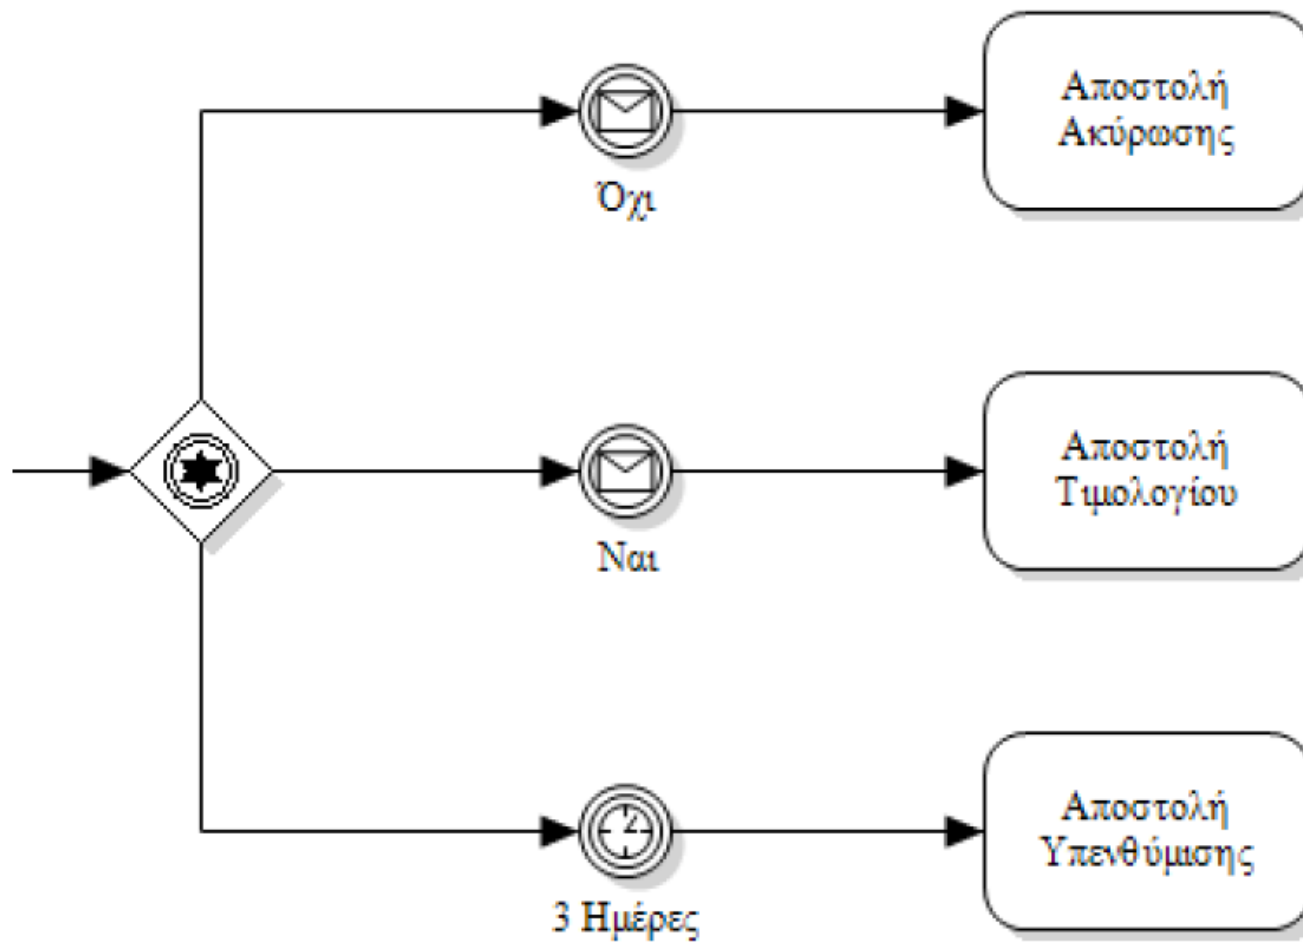 Αποστολή
Ακύρωσης
Όχι
Αποστολή
Τιμολογίου
Ναι
Αποστολή
Υπενθύμισης
3 Ημέρες